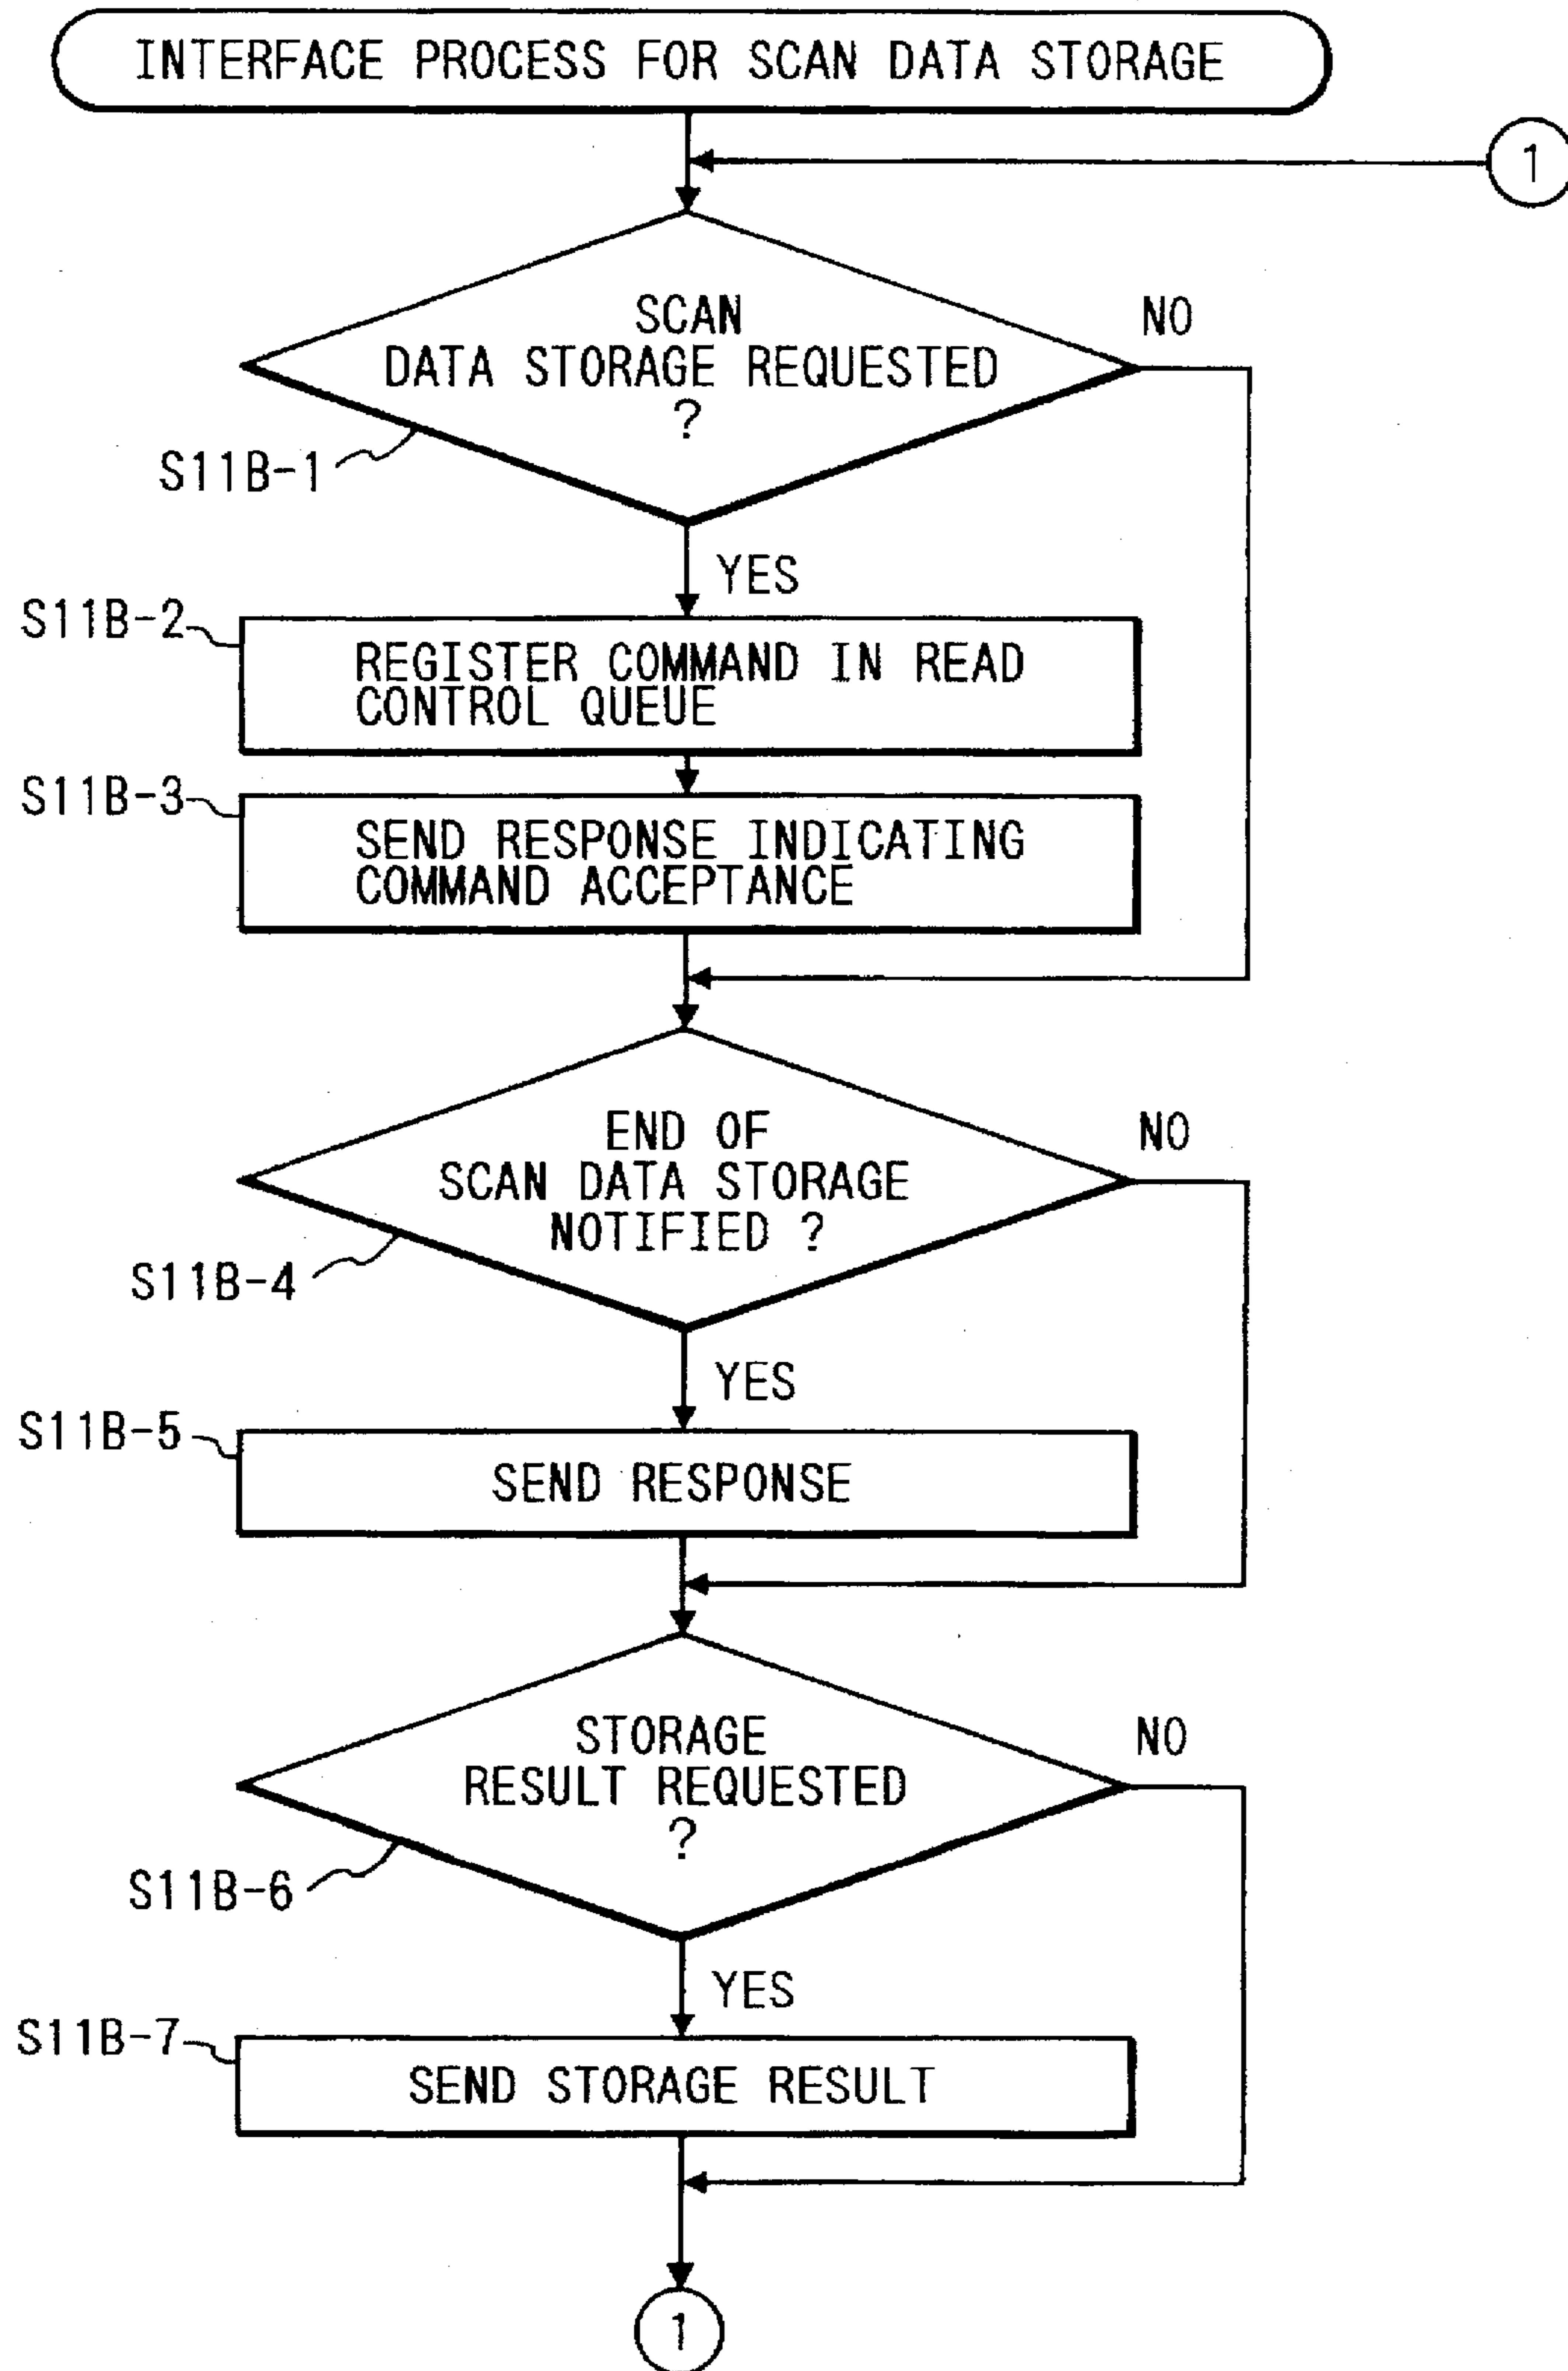 INTERFACE PROCESS FOR SCAN DATA STORAGE
1
SCAN
DATA STORAGE REQUESTED
?
NO
S11B-1
YES
S11B-2
REGISTER COMMAND IN READ
CONTROL QUEUE
S11B-3
SEND RESPONSE INDICATING
COMMAND ACCEPTANCE
END OF
SCAN DATA STORAGE
NOTIFIED ?
NO
S11B-4
YES
S11B-5
SEND RESPONSE
STORAGE
RESULT REQUESTED
?
NO
S11B-6
YES
S11B-7
SEND STORAGE RESULT
1